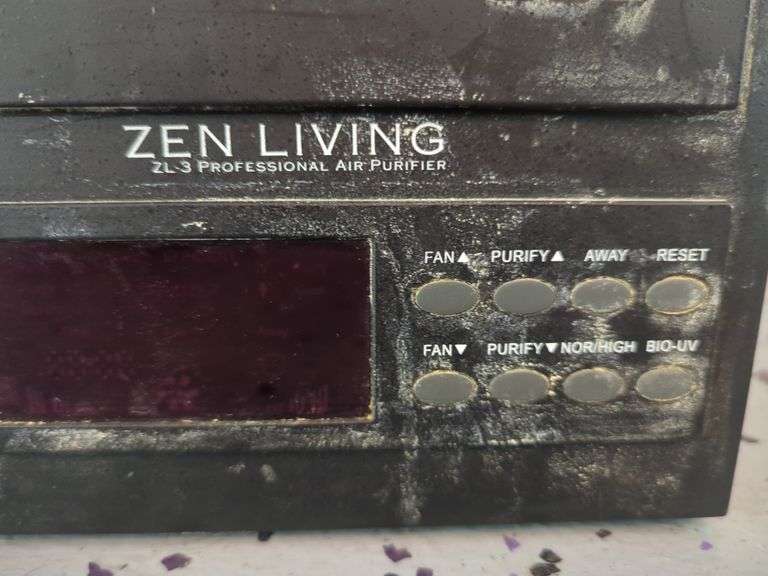 ZEN LIVING
ZL-3 PROFESSIONAL AIR PURIFIER
FAN▲ PURIFY▲ AWAY RESET
FAN▼ PURIFY▼ NOR/HIGH BIO-UV